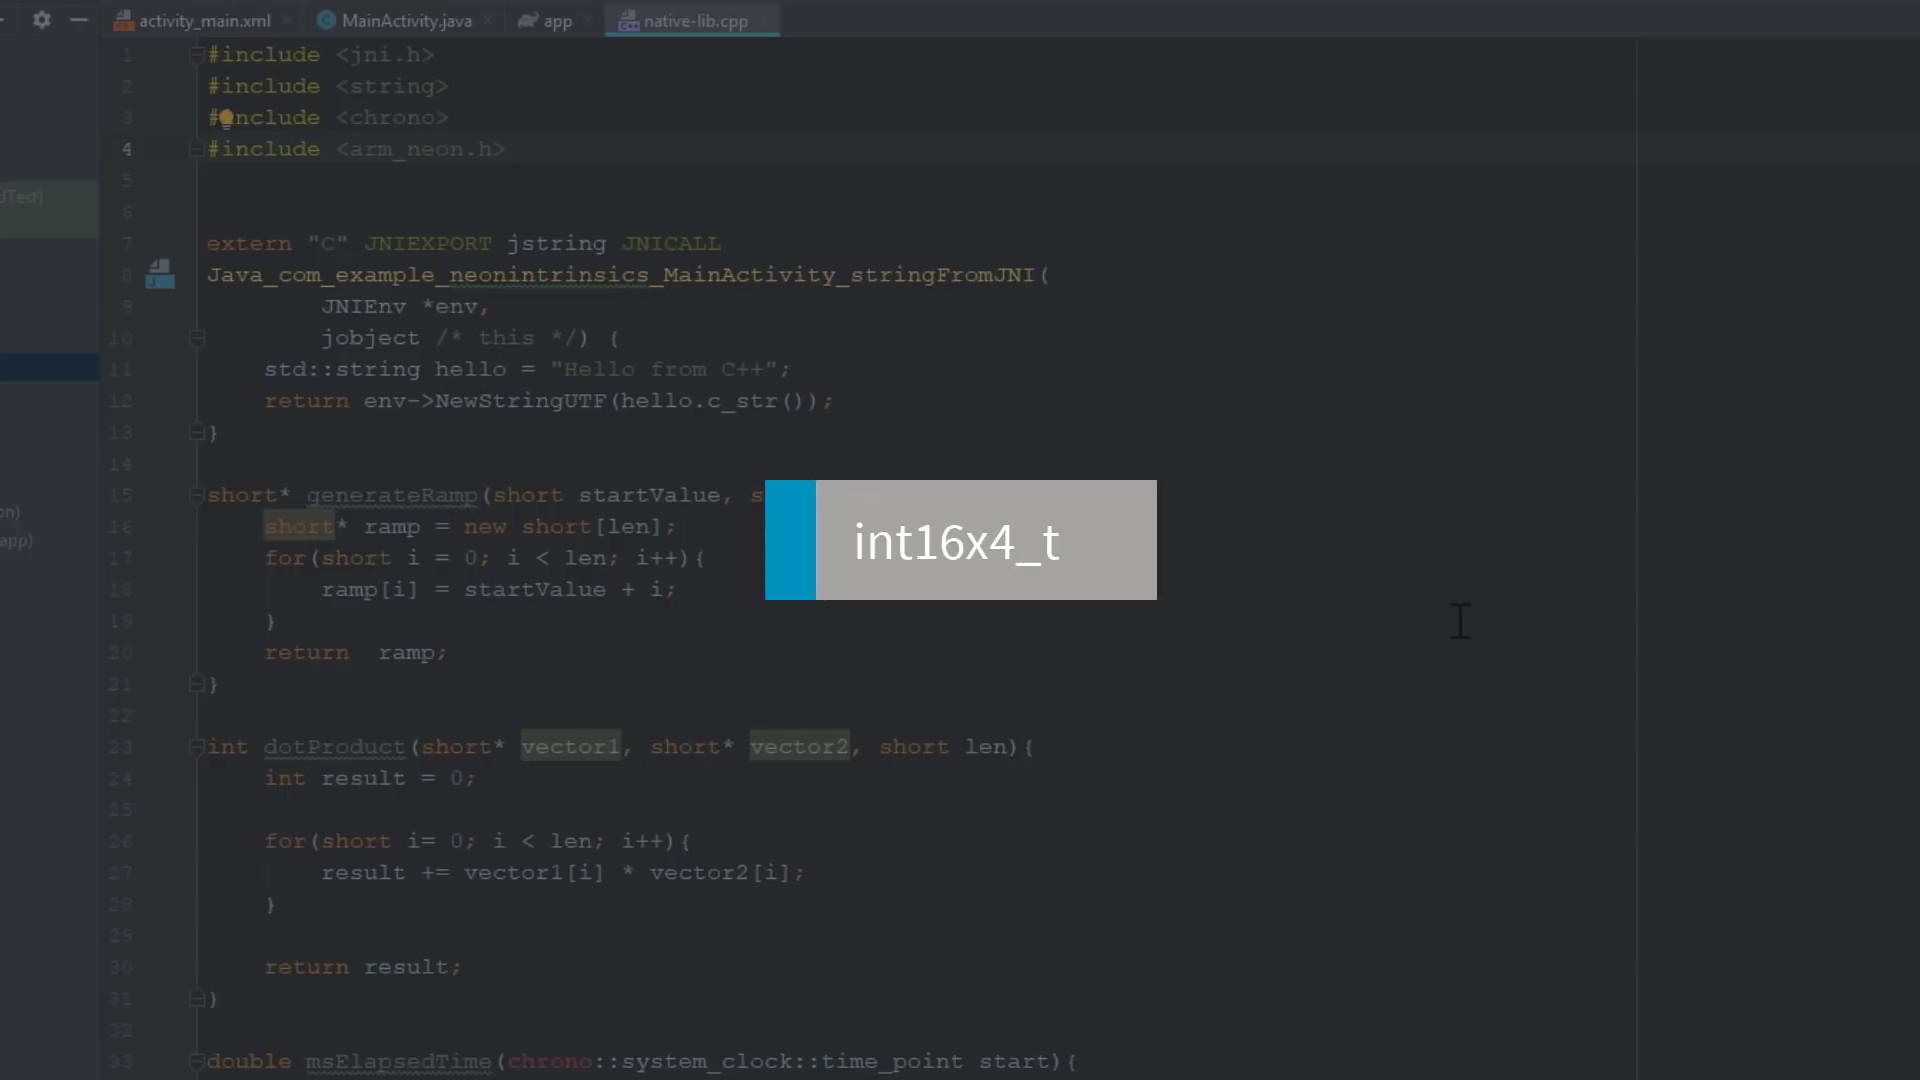 activity_main.xml MainActivity.java app native-lib.cpp
1 #include <jni.h>
2 #include <string>
3 #include <chrono>
4 #include <arm_neon.h>
5
dTest)
6
7 extern "C" JNIEXPORT jstring JNICALL
8 Java_com_example_neonintrinsics_MainActivity_stringFromJNI(
9 JNIEnv *env,
10 jobject /* this */) {
11 std::string hello = "Hello from C++";
12 return env->NewStringUTF(hello.c_str());
13 }
14
15 short* generateRamp(short startValue, s
on)
16 short* ramp = new short[len];
app)
int16x4_t
17 for(short i = 0; i < len; i++){
18 ramp[i] = startValue + i;
19 }
20 return ramp;
21 }
22
23 int dotProduct(short* vector1, short* vector2, short len){
24 int result = 0;
25
26 for(short i= 0; i < len; i++){
27 result += vector1[i] * vector2[i];
28 }
29
30 return result;
31 }
32
33 double msElapsedTime(chrono::system_clock::time_point start){